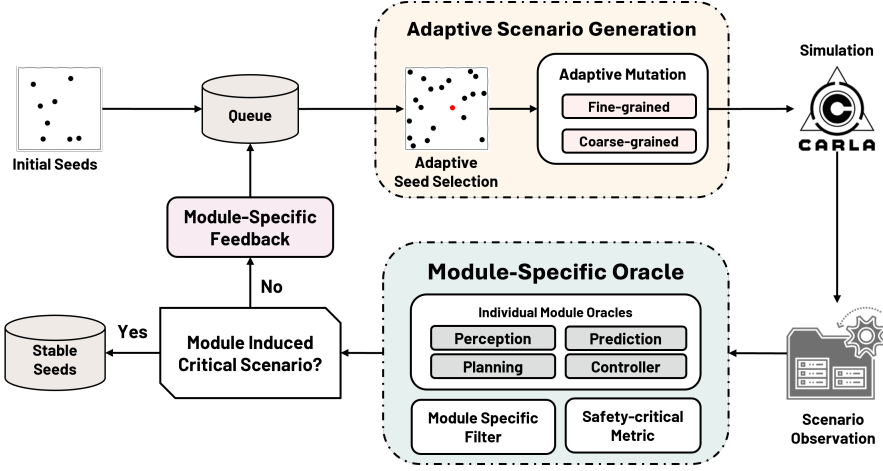 Adaptive Scenario Generation
Simulation
Adaptive Mutation
Fine-grained
Coarse-grained
Queue
CARLA
Initial Seeds
Adaptive
Seed Selection
Module-Specific
Feedback
Module-Specific Oracle
No
Individual Module Oracles
Perception
Prediction
Planning
Controller
Yes
Stable
Seeds
Module Induced
Critical Scenario?
Module Specific
Filter
Safety-critical
Metric
Scenario
Observation